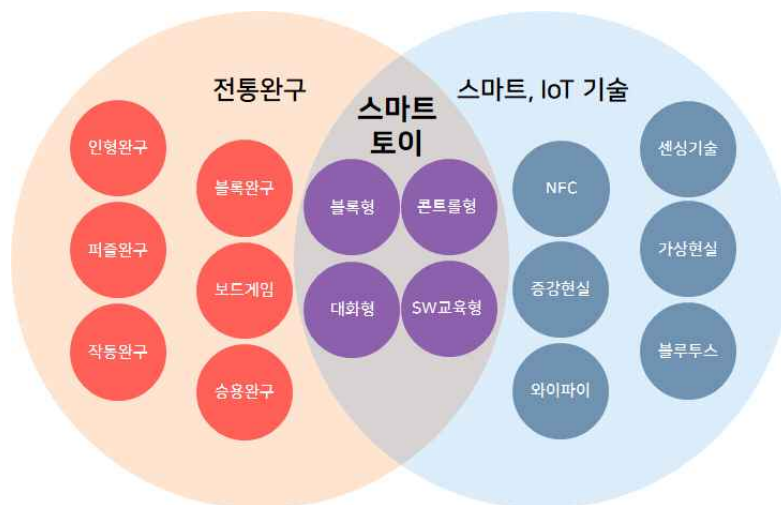 전통완구
스마트
토이
스마트, IoT 기술
인형완구
퍼즐완구
작동완구
블록완구
보드게임
승용완구
블록형
콘트롤형
대화형
SW교육형
NFC
증강현실
와이파이
센싱기술
가상현실
블루투스